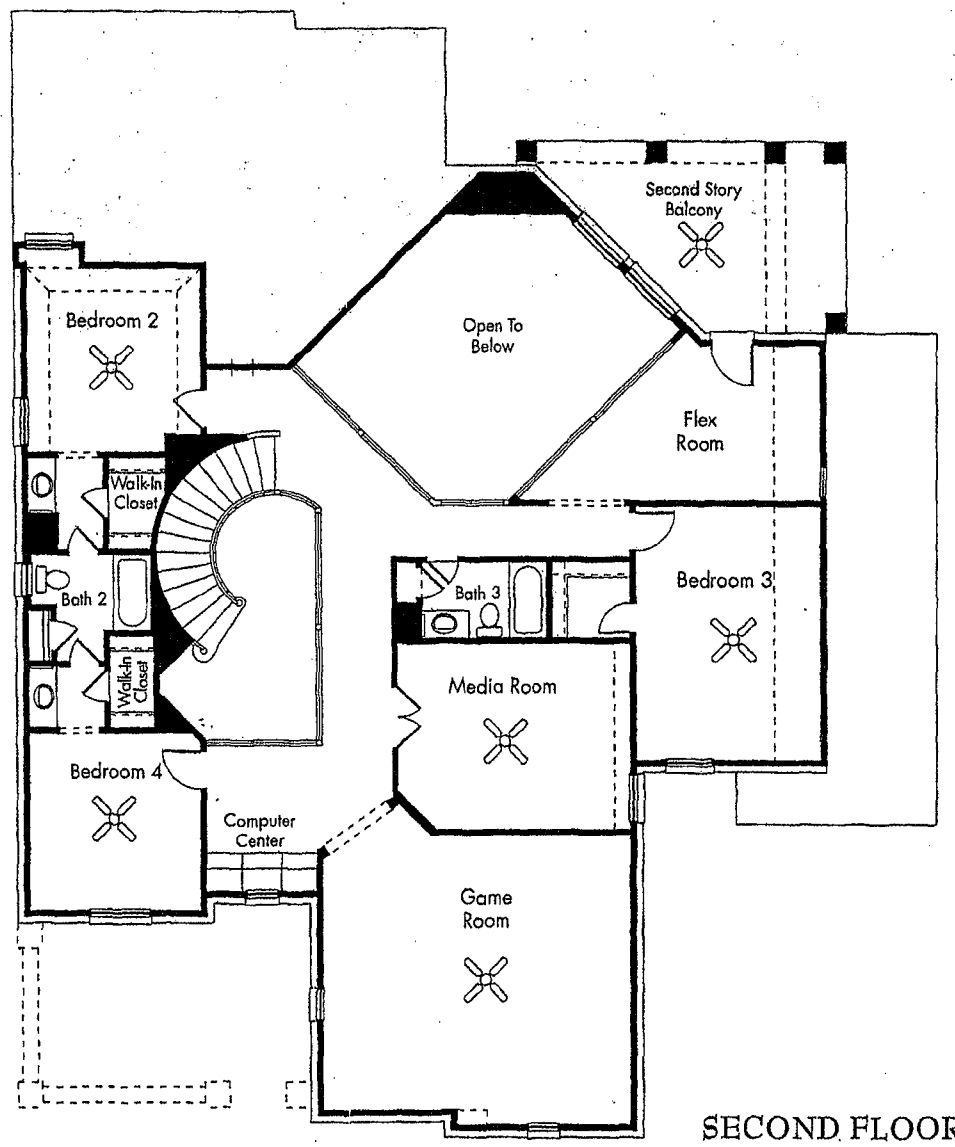 Second Story
Balcony
Bedroom 2
Open To
Below
Flex
Room
Walk-In
Closet
Bath 2
Bath 3
Bedroom 3
Walk-In
Closet
Media Room
Bedroom 4
Computer
Center
Game
Room
SECOND FLOOR